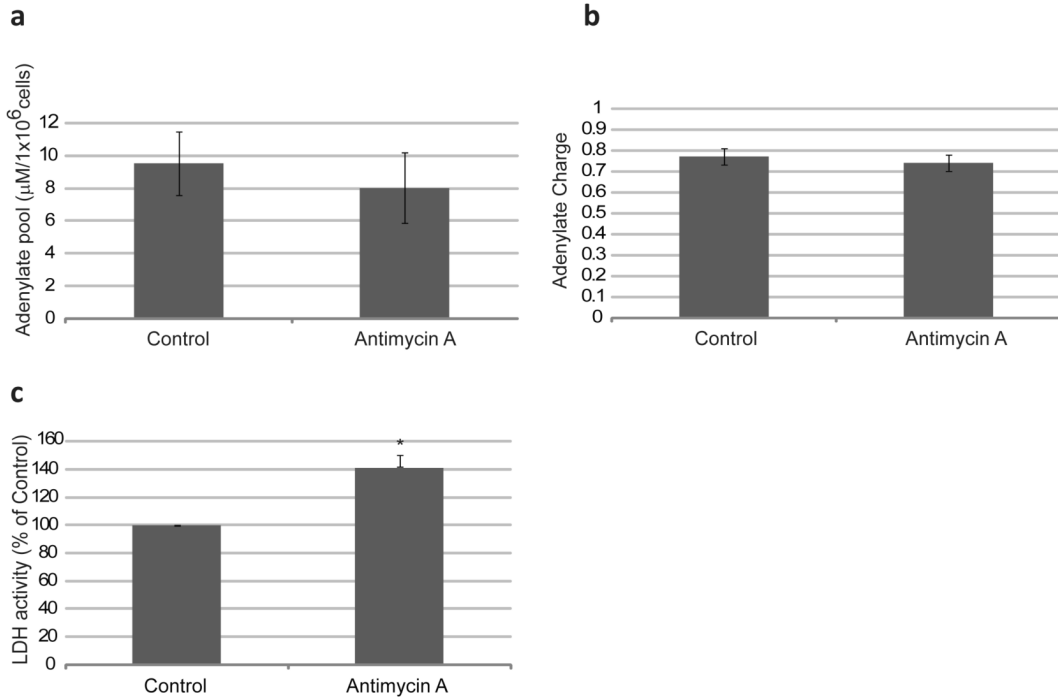 a
Adenylate pool (μM/1x10⁶cells)
12
10
8
6
4
2
0
Control
Antimycin A
b
Adenylate Charge
1
0.9
0.8
0.7
0.6
0.5
0.4
0.3
0.2
0.1
0
Control
Antimycin A
c
LDH activity (% of Control)
160
140
120
100
80
60
40
20
0
*
Control
Antimycin A